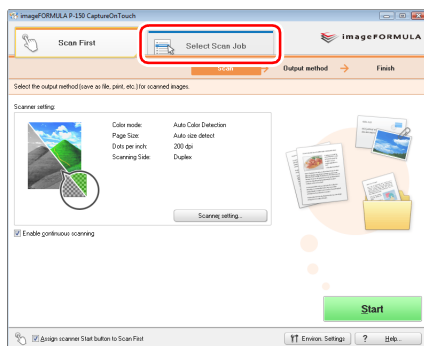 imageFORMULA P-150 CaptureOnTouch
Scan First
Select Scan Job
imageFORMULA
Scan
Output method
Finish
Select the output method (save as file, print, etc.) for scanned images.
Scanner setting:
Color mode: Auto Color Detection
Page Size: Auto size detect
Dots per inch: 200 dpi
Scanning Side: Duplex
Scanner setting...
Enable continuous scanning
Start
Assign scanner Start button to Scan First
Environ. Settings
? Help...